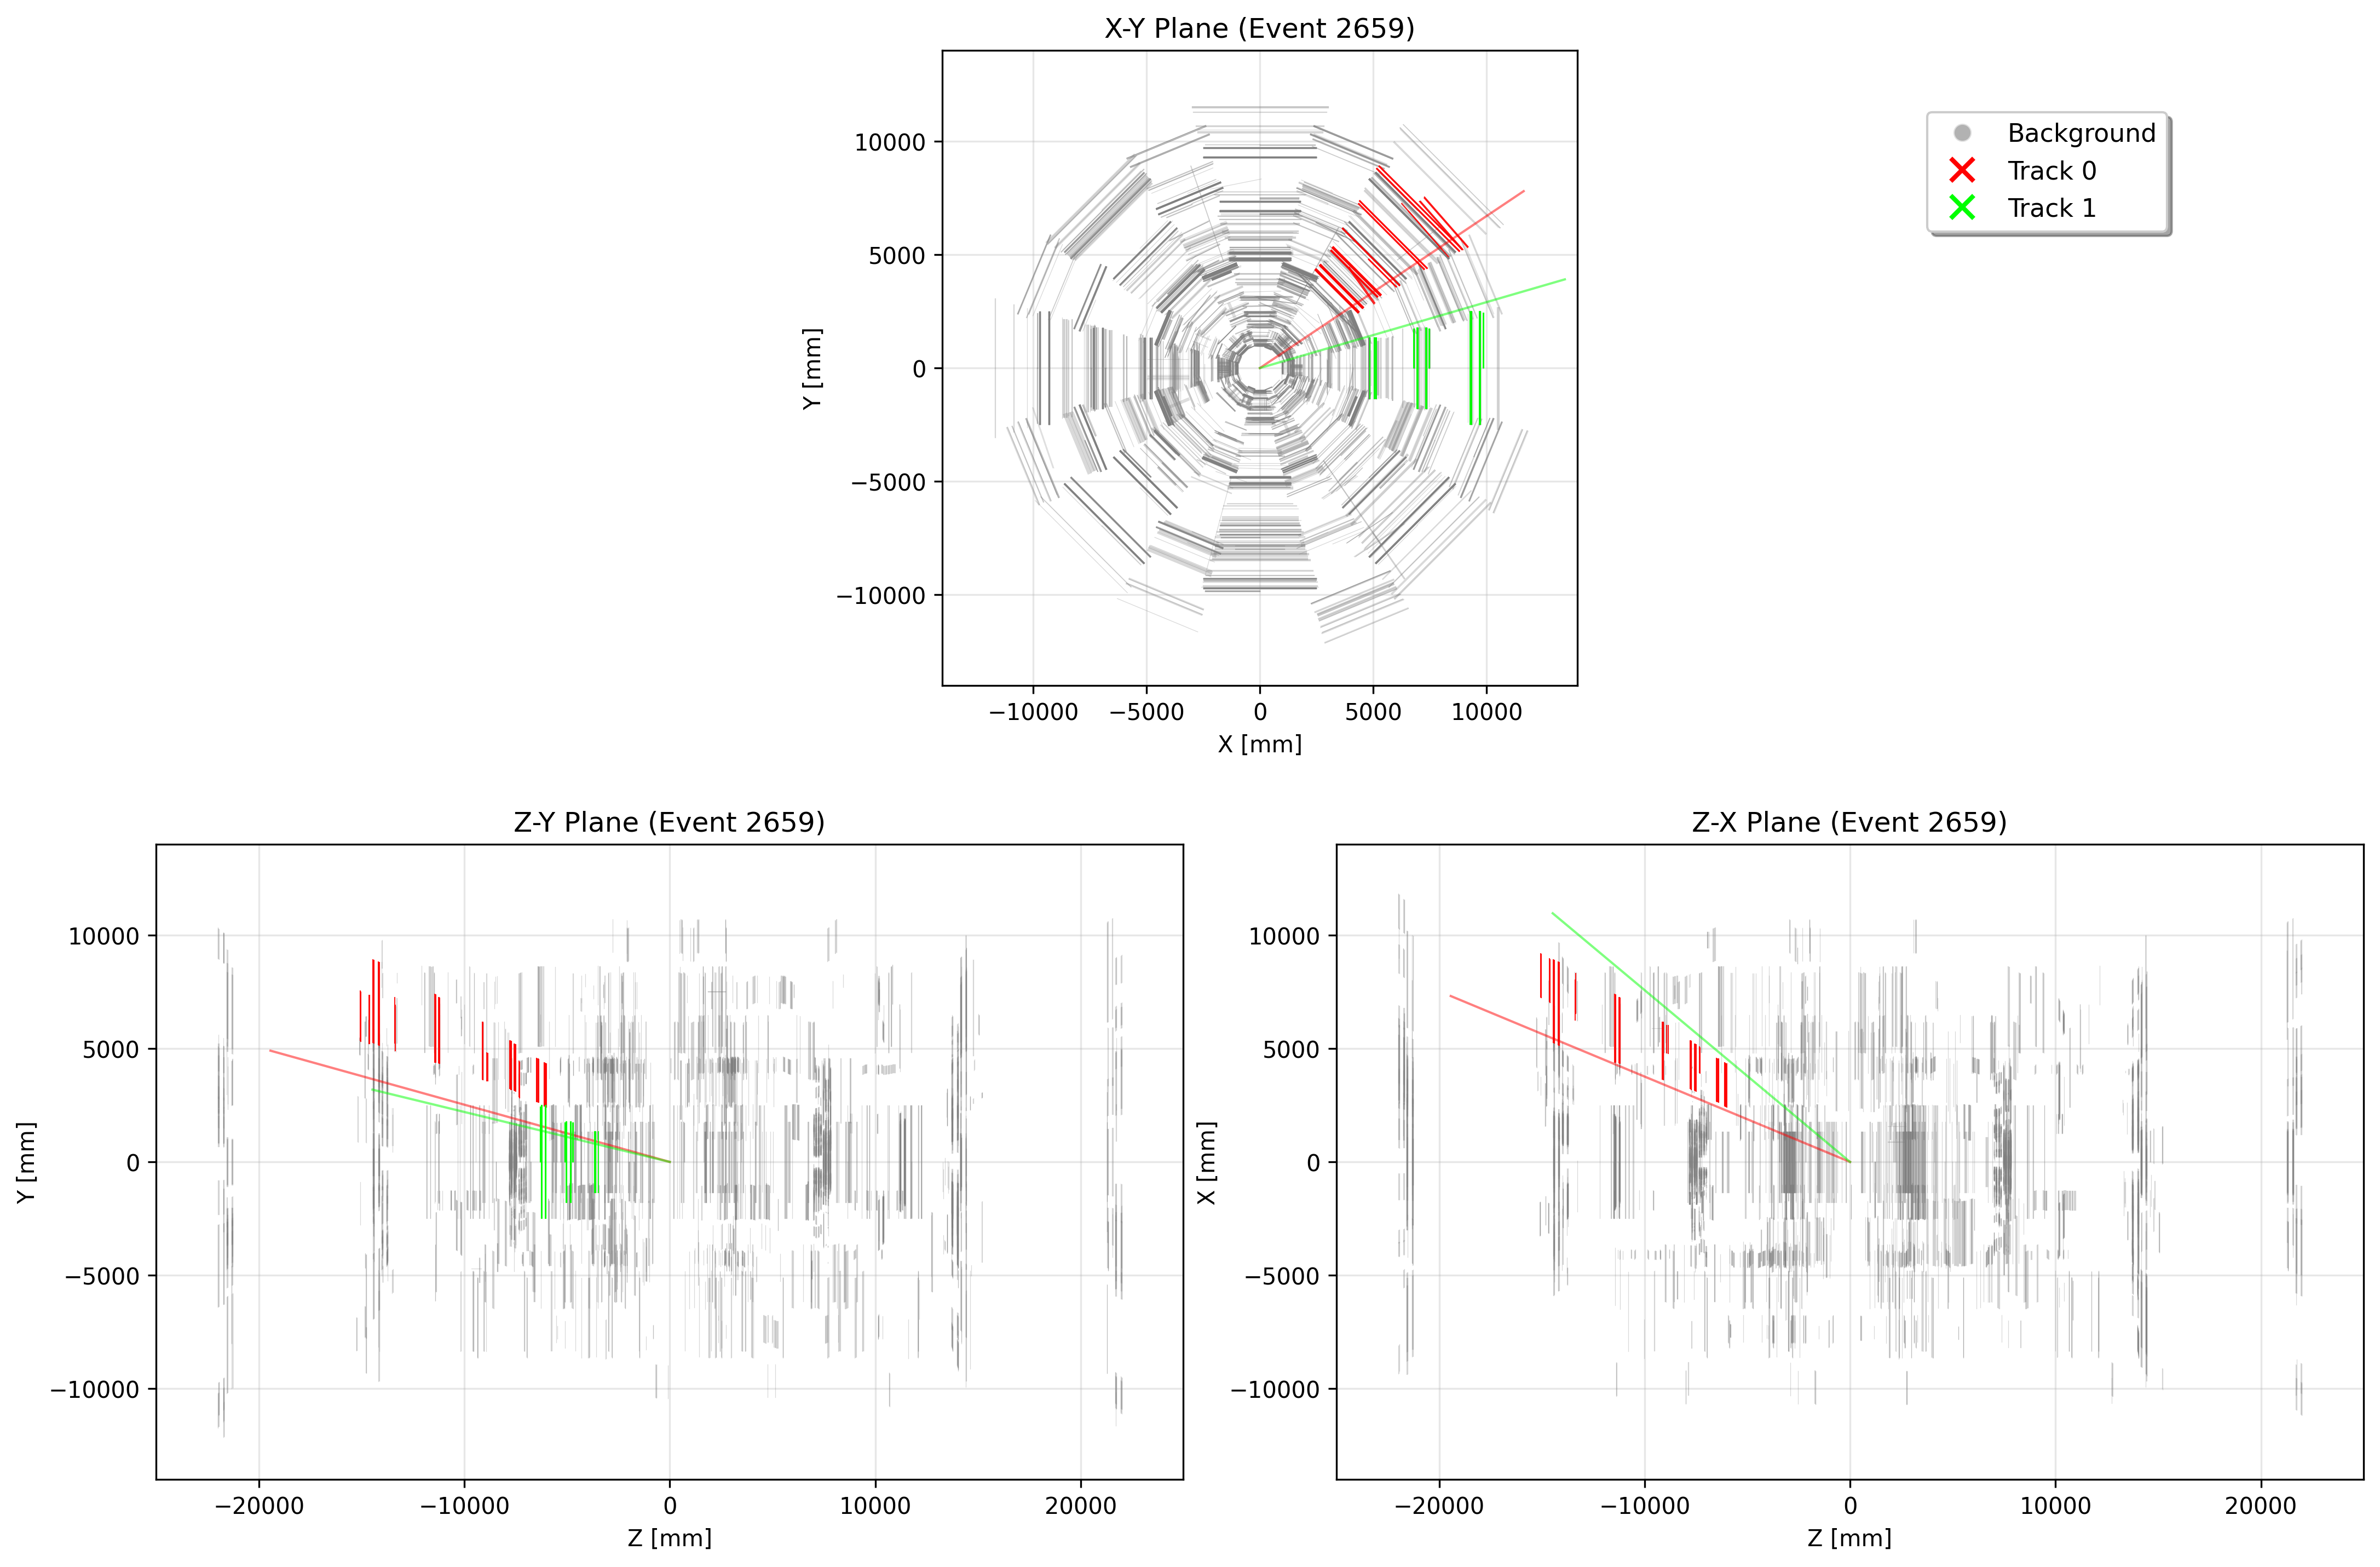 X-Y Plane (Event 2659)
10000
5000
0
−5000
−10000
Y [mm]
−10000 −5000 0 5000 10000
X [mm]
Background
Track 0
Track 1
Z-Y Plane (Event 2659)
10000
5000
0
−5000
−10000
Y [mm]
−20000 −10000 0 10000 20000
Z [mm]
Z-X Plane (Event 2659)
10000
5000
0
−5000
−10000
X [mm]
−20000 −10000 0 10000 20000
Z [mm]